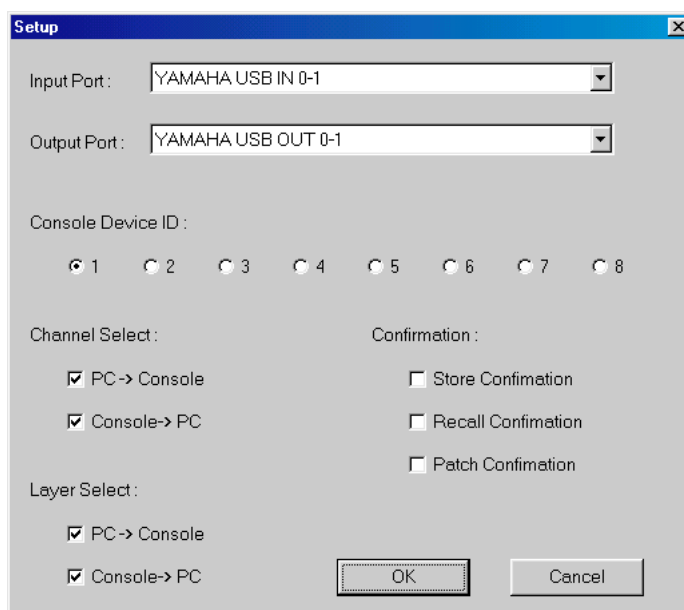 Setup
Input Port : YAMAHA USB IN 0-1
Output Port : YAMAHA USB OUT 0-1
Console Device ID :
1 2 3 4 5 6 7 8
Channel Select : Confirmation :
PC -> Console Store Confimation
Console-> PC Recall Confimation
Patch Confimation
Layer Select :
PC -> Console
Console-> PC OK Cancel